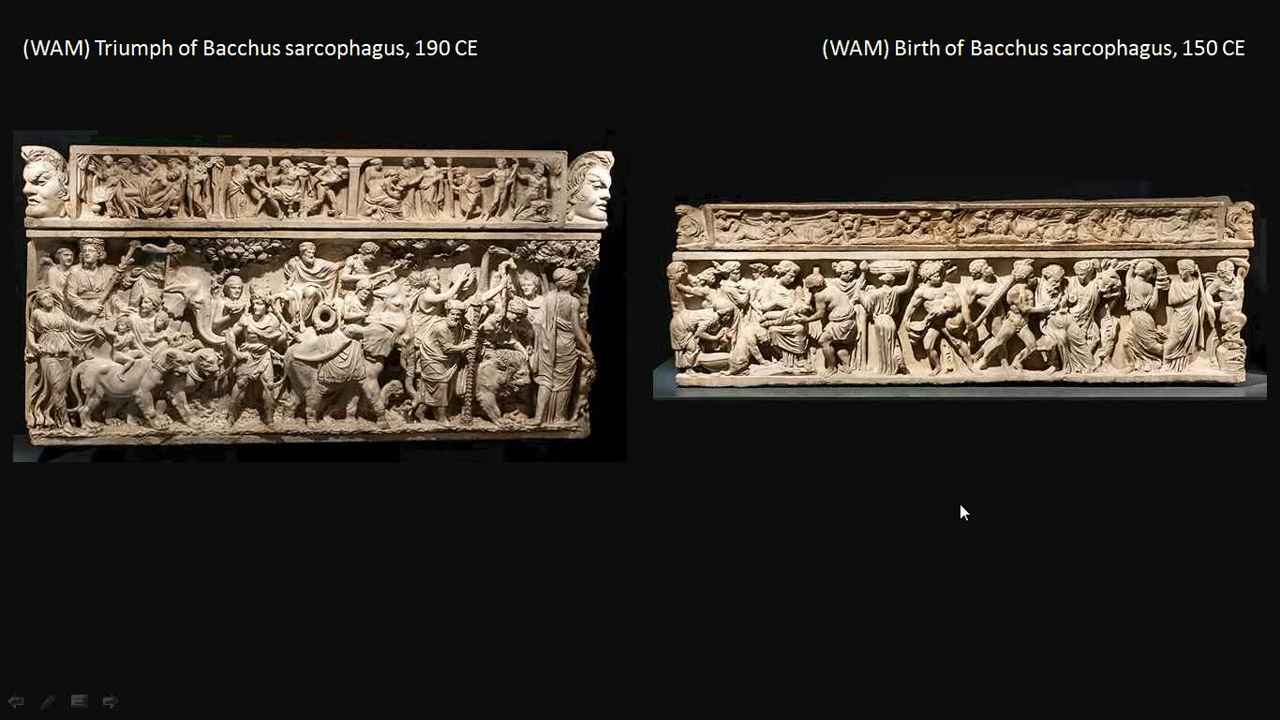 (WAM) Triumph of Bacchus sarcophagus, 190 CE
(WAM) Birth of Bacchus sarcophagus, 150 CE